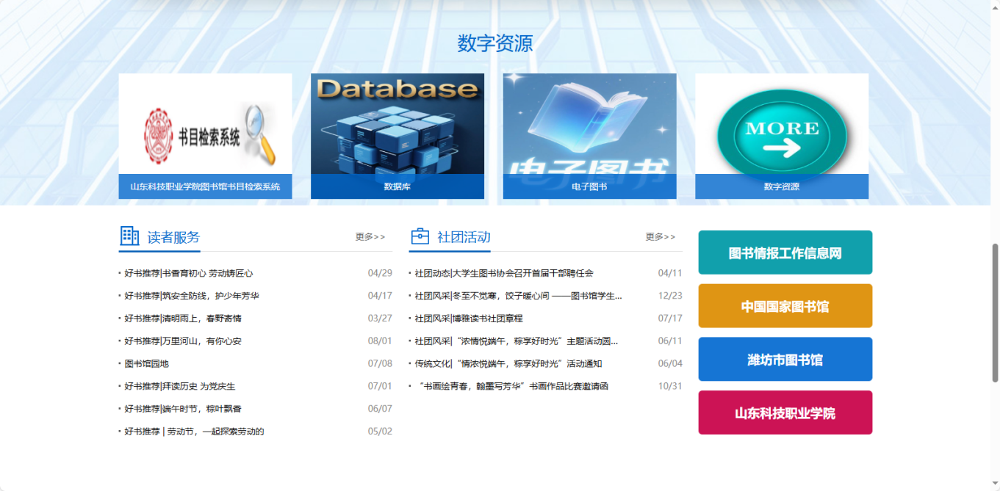 数字资源
书目检索系统
山东科技职业学院图书馆书目检索系统
Database
数据库
电子图书
电子图书
MORE
数字资源
读者服务
更多>>
好书推荐|书香育初心 劳动铸匠心 04/29
好书推荐|筑安全防线，护少年芳华 04/17
好书推荐|清明雨上，春野寄情 03/27
好书推荐|万里河山，有你心安 08/01
图书馆园地 07/08
好书推荐|拜读历史 为党庆生 07/01
好书推荐|端午时节，粽叶飘香 06/07
好书推荐 | 劳动节，一起探索劳动的 05/02
社团活动
更多>>
社团动态|大学生图书协会召开首届干部聘任会 04/11
社团风采|冬至不觉寒，饺子暖心间 ——图书馆学生... 12/23
社团风采|博雅读书社团章程 07/17
社团风采|“浓情悦端午，粽享好时光”主题活动圆... 06/11
传统文化|“情浓悦端午，粽享好时光”活动通知 06/04
“书画绘青春，翰墨写芳华”书画作品比赛邀请函 10/31
图书情报工作信息网
中国国家图书馆
潍坊市图书馆
山东科技职业学院